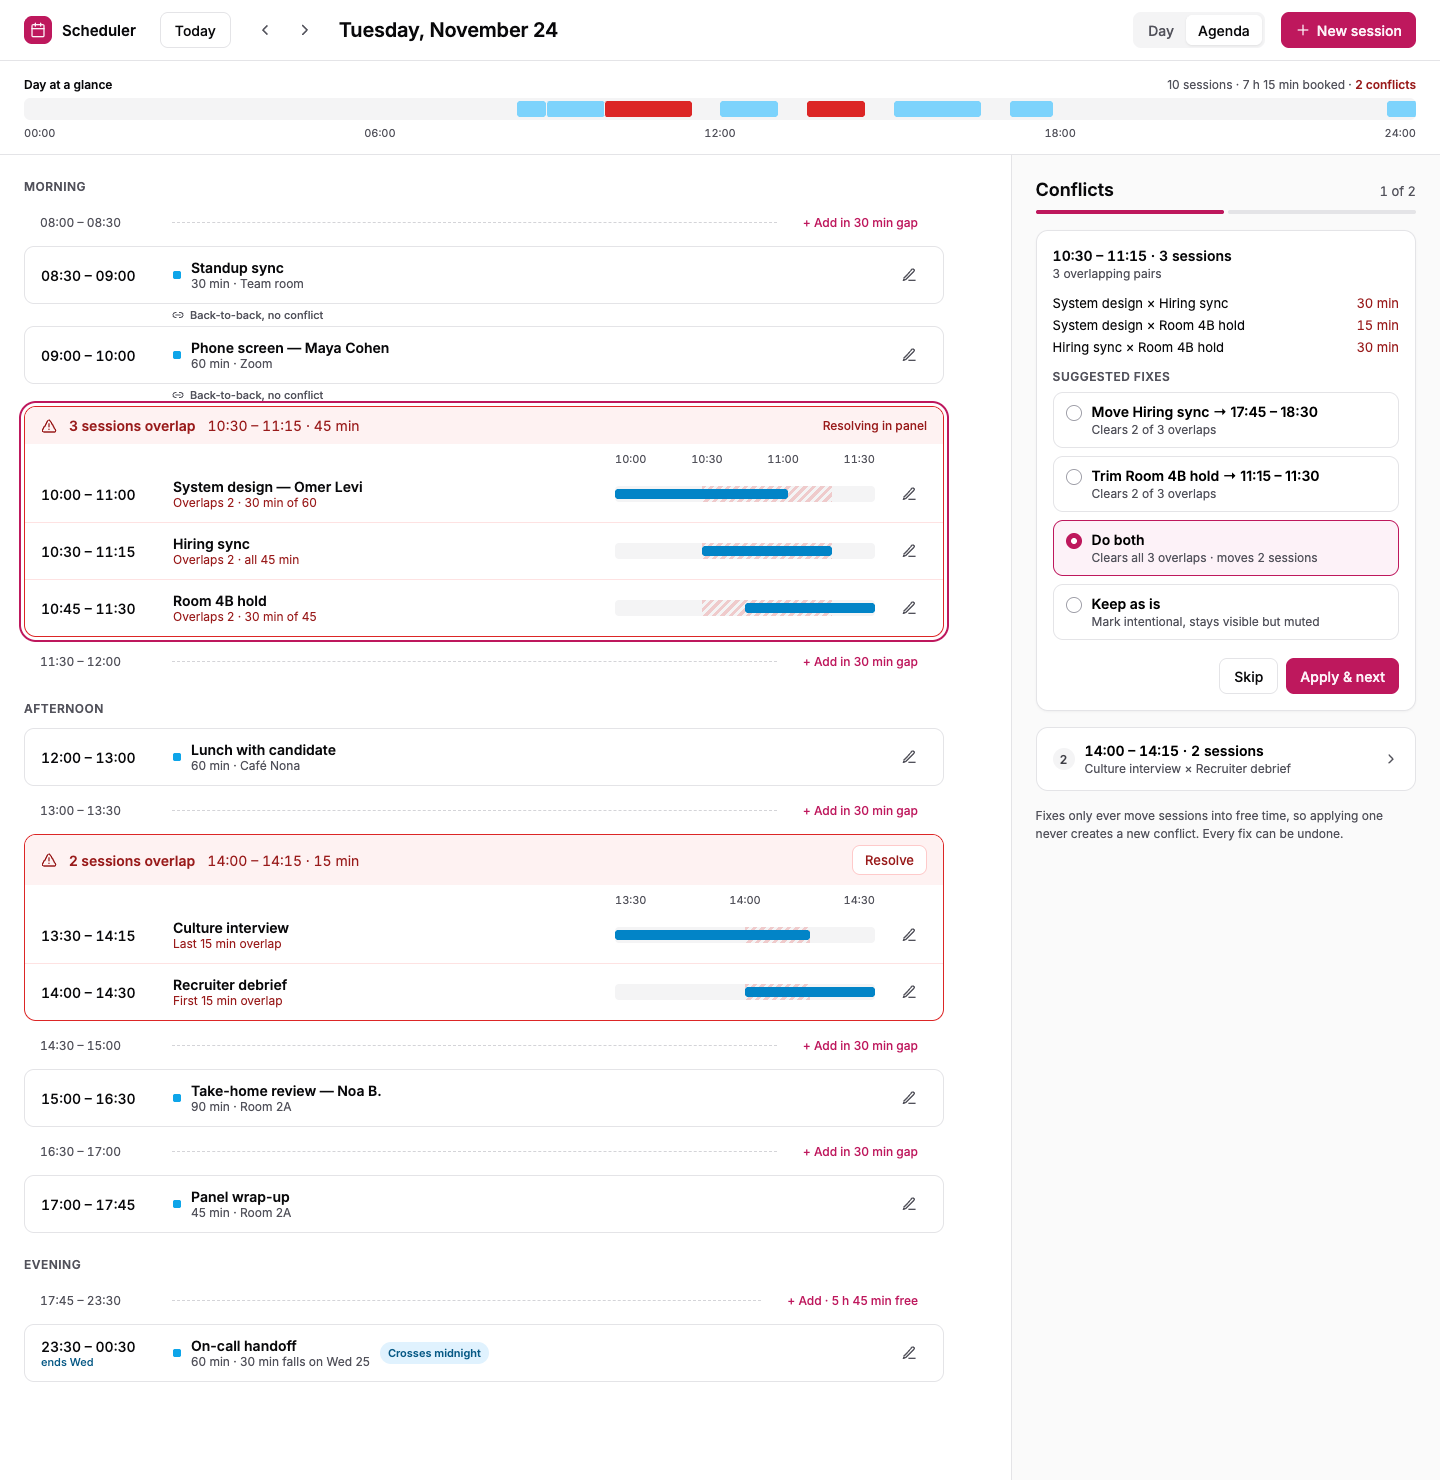 Scheduler
Today
Tuesday, November 24
Day
Agenda
+ New session
Day at a glance
10 sessions · 7 h 15 min booked · 2 conflicts
00:00
06:00
12:00
18:00
24:00
MORNING
08:00 – 08:30
+ Add in 30 min gap
08:30 – 09:00
Standup sync
30 min · Team room
Back-to-back, no conflict
09:00 – 10:00
Phone screen — Maya Cohen
60 min · Zoom
Back-to-back, no conflict
3 sessions overlap 10:30 – 11:15 · 45 min
Resolving in panel
10:00
10:30
11:00
11:30
10:00 – 11:00
System design — Omer Levi
Overlaps 2 · 30 min of 60
10:30 – 11:15
Hiring sync
Overlaps 2 · all 45 min
10:45 – 11:30
Room 4B hold
Overlaps 2 · 30 min of 45
11:30 – 12:00
+ Add in 30 min gap
AFTERNOON
12:00 – 13:00
Lunch with candidate
60 min · Café Nona
13:00 – 13:30
+ Add in 30 min gap
2 sessions overlap 14:00 – 14:15 · 15 min
Resolve
13:30
14:00
14:30
13:30 – 14:15
Culture interview
Last 15 min overlap
14:00 – 14:30
Recruiter debrief
First 15 min overlap
14:30 – 15:00
+ Add in 30 min gap
15:00 – 16:30
Take-home review — Noa B.
90 min · Room 2A
16:30 – 17:00
+ Add in 30 min gap
17:00 – 17:45
Panel wrap-up
45 min · Room 2A
EVENING
17:45 – 23:30
+ Add · 5 h 45 min free
23:30 – 00:30
ends Wed
On-call handoff
60 min · 30 min falls on Wed 25
Crosses midnight
Conflicts
1 of 2
10:30 – 11:15 · 3 sessions
3 overlapping pairs
System design × Hiring sync 30 min
System design × Room 4B hold 15 min
Hiring sync × Room 4B hold 30 min
SUGGESTED FIXES
Move Hiring sync → 17:45 – 18:30
Clears 2 of 3 overlaps
Trim Room 4B hold → 11:15 – 11:30
Clears 2 of 3 overlaps
Do both
Clears all 3 overlaps · moves 2 sessions
Keep as is
Mark intentional, stays visible but muted
Skip
Apply & next
2
14:00 – 14:15 · 2 sessions
Culture interview × Recruiter debrief
Fixes only ever move sessions into free time, so applying one
never creates a new conflict. Every fix can be undone.